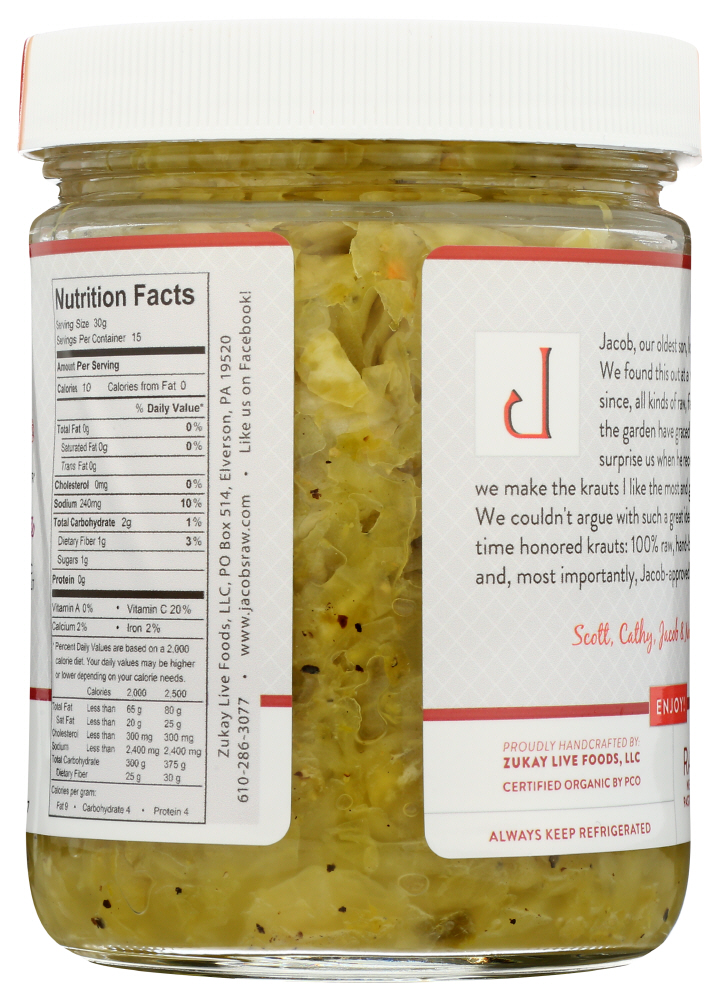 Nutrition Facts
Serving Size 30g
Servings Per Container 15
Amount Per Serving
Calories 10 Calories from Fat 0
% Daily Value*
Total Fat 0g 0%
Saturated Fat 0g 0%
Trans Fat 0g
Cholesterol 0mg 0%
Sodium 240mg 10%
Total Carbohydrate 2g 1%
Dietary Fiber 1g 3%
Sugars 1g
Protein 0g
Vitamin A 0% • Vitamin C 20%
Calcium 2% • Iron 2%
*Percent Daily Values are based on a 2,000
calorie diet. Your daily values may be higher
or lower depending on your calorie needs.
Calories 2,000 2,500
Total Fat Less than 65 g 80 g
Sat Fat Less than 20 g 25 g
Cholesterol Less than 300 mg 300 mg
Sodium Less than 2,400 mg 2,400 mg
Total Carbohydrate 300 g 375 g
Dietary Fiber 25 g 30 g
Calories per gram:
Fat 9 • Carbohydrate 4 • Protein 4
Zukay Live Foods, LLC, PO Box 514, Elverson, PA 19520
610-286-3077 • www.jacobsraw.com • Like us on Facebook!
J
Jacob, our oldest son,
We found this out at a
since, all kinds of raw,
the garden have graced
surprise us when he
we make the krauts I like the most and
We couldn't argue with such a great
time honored krauts: 100% raw,
and, most importantly, Jacob-approved
Scott, Cathy, Jacob &
ENJOY!
PROUDLY HANDCRAFTED BY:
ZUKAY LIVE FOODS, LLC
CERTIFIED ORGANIC BY PCO
ALWAYS KEEP REFRIGERATED